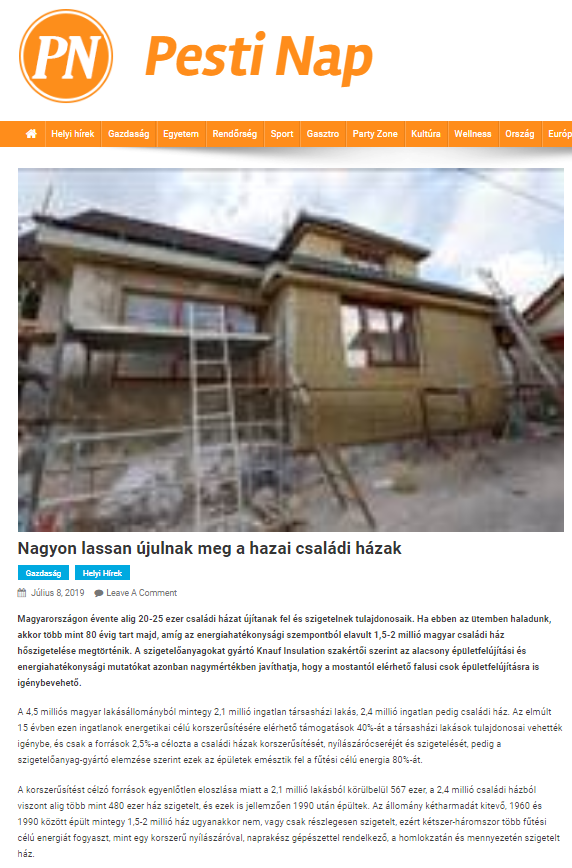 PN Pesti Nap
Helyi hírek Gazdaság Egyetem Rendőrség Sport Gasztro Party Zone Kultúra Wellness Ország Európ
Nagyon lassan újulnak meg a hazai családi házak
Gazdaság Helyi Hírek
Július 8, 2019 Leave A Comment
Magyarországon évente alig 20-25 ezer családi házat újítanak fel és szigetelnek tulajdonosaik. Ha ebben az ütemben haladunk,
akkor több mint 80 évig tart majd, amíg az energiahatékonysági szempontból elavult 1,5-2 millió magyar családi ház
hőszigetelése megtörténik. A szigetelőanyagokat gyártó Knauf Insulation szakértői szerint az alacsony épületfelújítási és
energiahatékonysági mutatókat azonban nagymértékben javíthatja, hogy a mostantól elérhető falusi csok épületfelújításra is
igénybevehető.
A 4,5 milliós magyar lakásállományból mintegy 2,1 millió ingatlan társasházi lakás, 2,4 millió ingatlan pedig családi ház. Az elmúlt
15 évben ezen ingatlanok energetikai célú korszerűsítésére elérhető támogatások 40%-át a társasházi lakások tulajdonosai vehették
igénybe, és csak a források 2,5%-a célozta a családi házak korszerűsítését, nyílászárócseréjét és szigetelését, pedig a
szigetelőanyag-gyártó elemzése szerint ezek az épületek emésztik fel a fűtési célú energia 80%-át.
A korszerűsítést célzó források egyenlőtlen eloszlása miatt a 2,1 millió lakásból körülbelül 567 ezer, a 2,4 millió családi házból
viszont alig több mint 480 ezer ház szigetelt, és ezek is jellemzően 1990 után épültek. Az állomány kétharmadát kitevő, 1960 és
1990 között épült mintegy 1,5-2 millió ház ugyanakkor nem, vagy csak részlegesen szigetelt, ezért kétszer-háromszor több fűtési
célú energiát fogyaszt, mint egy korszerű nyílászáróval, naprakész gépészettel rendelkező, a homlokzatán és mennyezetén szigetelt
ház.